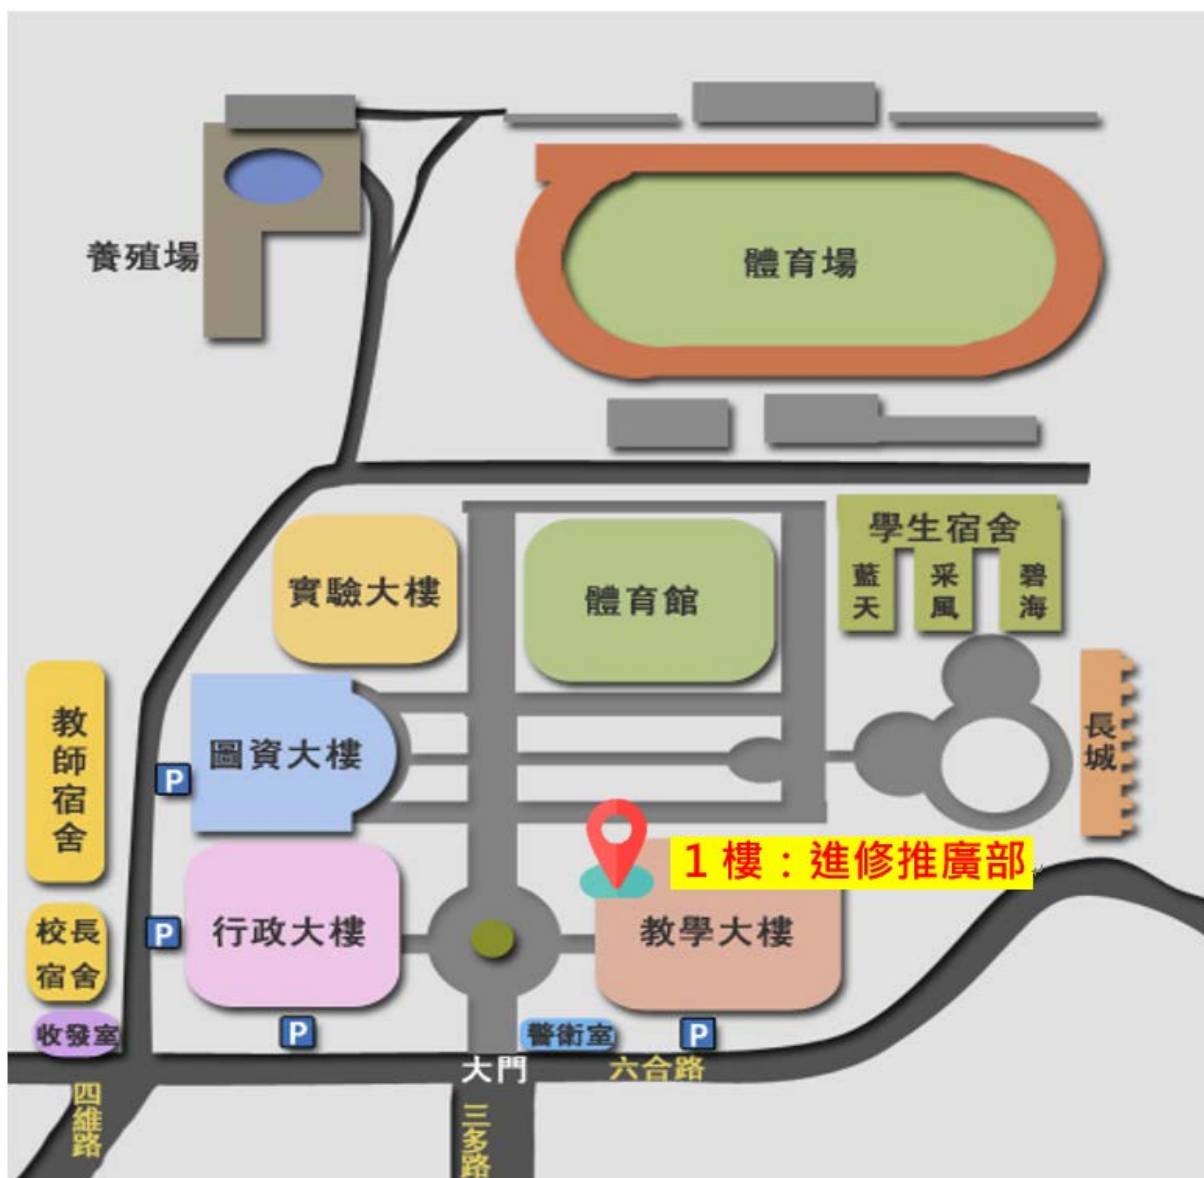 養殖場
體育場
實驗大樓
體育館
學生宿舍
藍天
采風
碧海
教師宿舍
圖資大樓
長城
P
1樓：進修推廣部
校長
宿舍
P
行政大樓
教學大樓
收發室
P
警衛室
P
大門
六合路
四維路
三多路